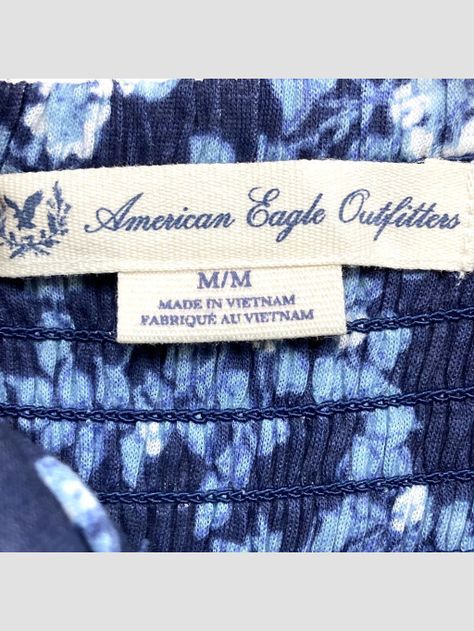 American Eagle Outfitters
M/M
MADE IN VIETNAM
FABRIQUÉ AU VIETNAM